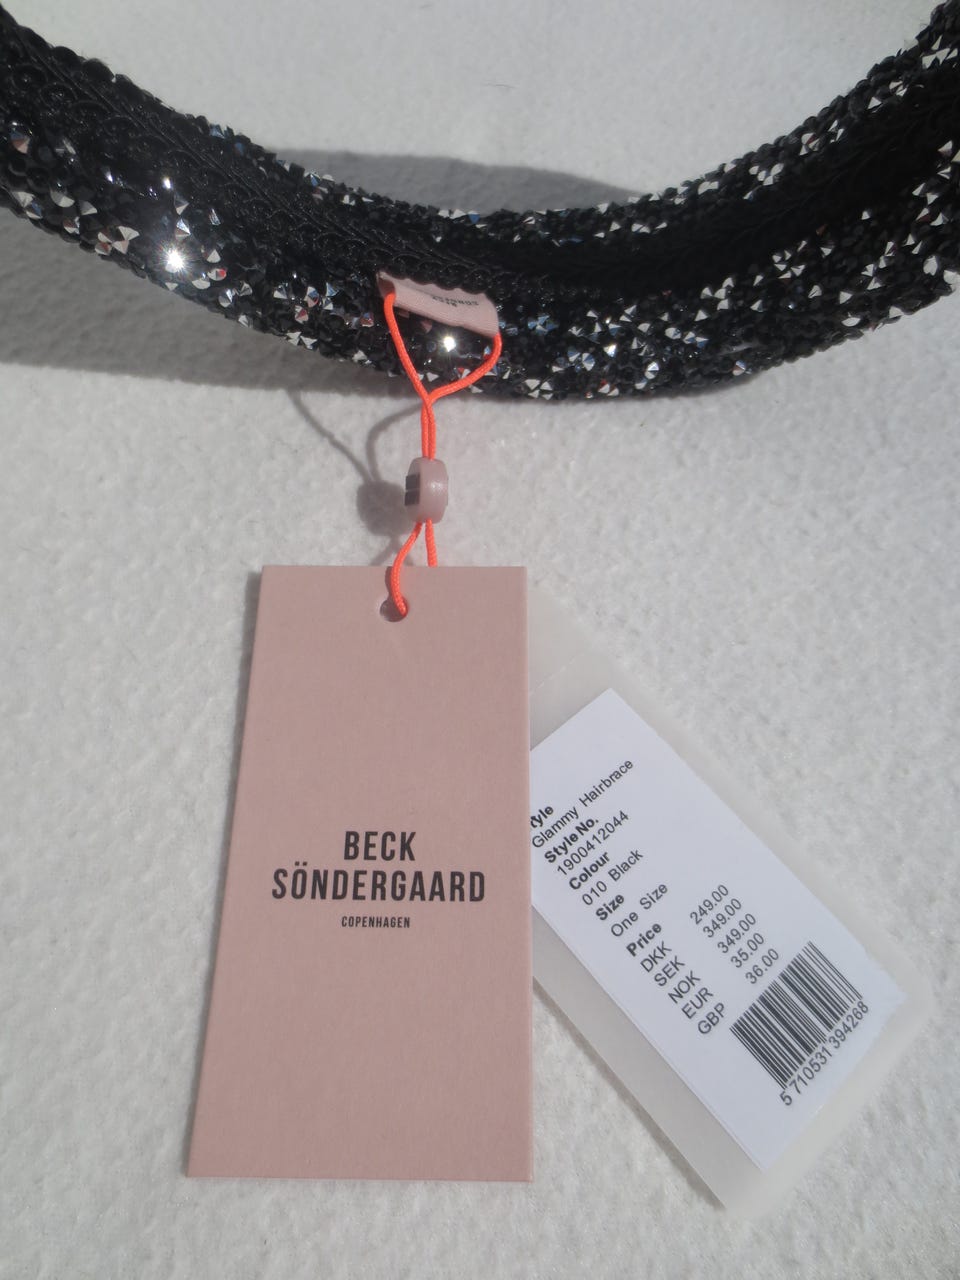 BECK
SÖNDERGAARD
COPENHAGEN
tyle
Glammy Hairbrace
Style No.
1900412044
Colour
010 Black
Size
One Size
Price
DKK 249.00
SEK 349.00
NOK 349.00
EUR 35.00
GBP 36.00
5 710531 394268